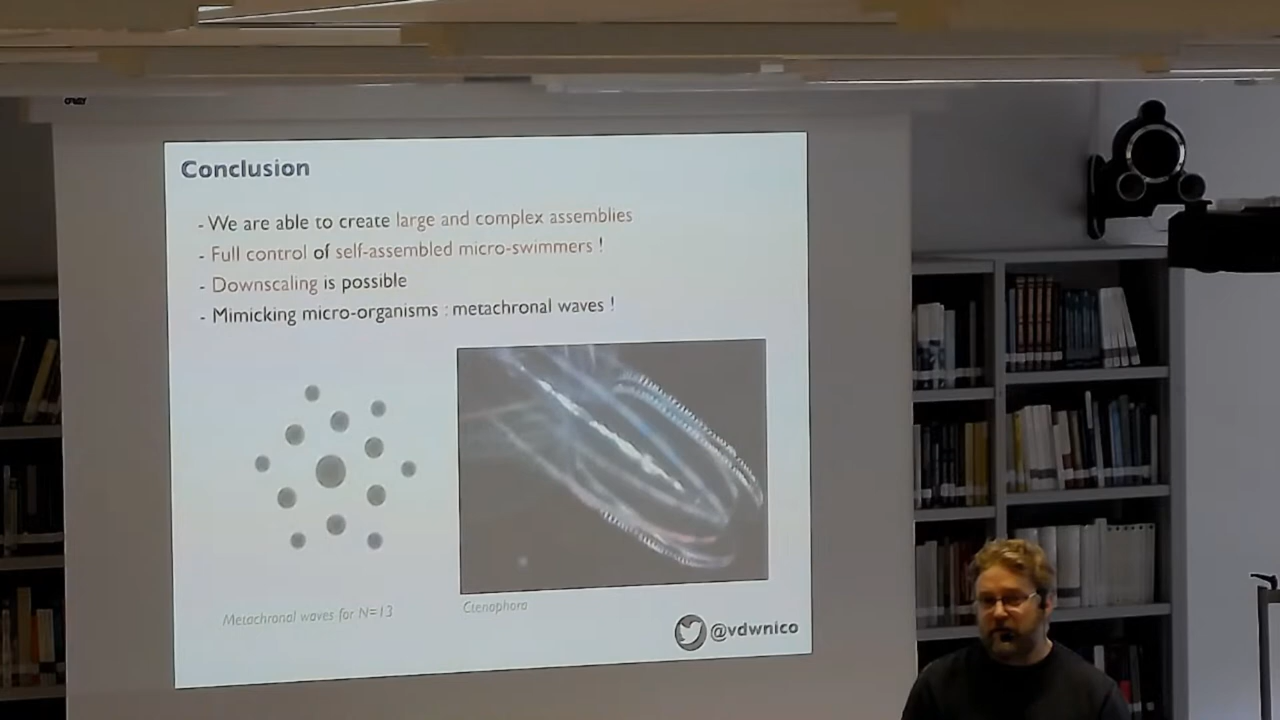 Conclusion
- We are able to create large and complex assemblies
- Full control of self-assembled micro-swimmers !
- Downscaling is possible
- Mimicking micro-organisms : metachronal waves !
Metachronal waves for N=13
Ctenophora
@vdwnico